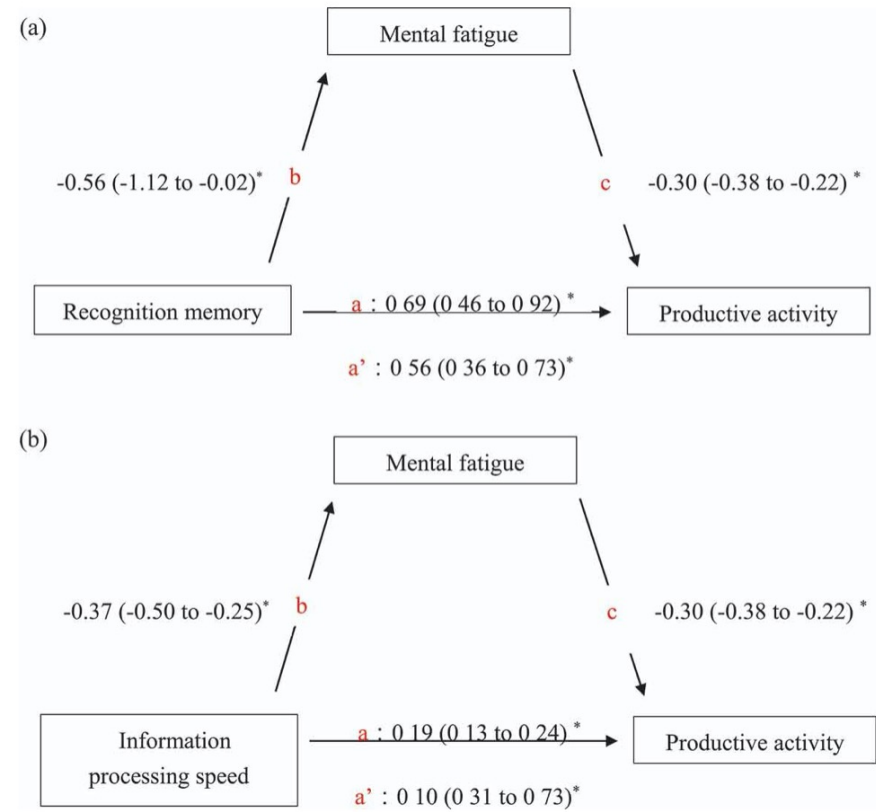 (a)
Mental fatigue
-0.56 (-1.12 to -0.02)*
b
c
-0.30 (-0.38 to -0.22) *
Recognition memory
a : 0 69 (0 46 to 0 92) *
Productive activity
a’ : 0 56 (0 36 to 0 73)*
(b)
Mental fatigue
-0.37 (-0.50 to -0.25)*
b
c
-0.30 (-0.38 to -0.22) *
Information
processing speed
a : 0 19 (0 13 to 0 24) *
Productive activity
a’ : 0 10 (0 31 to 0 73)*